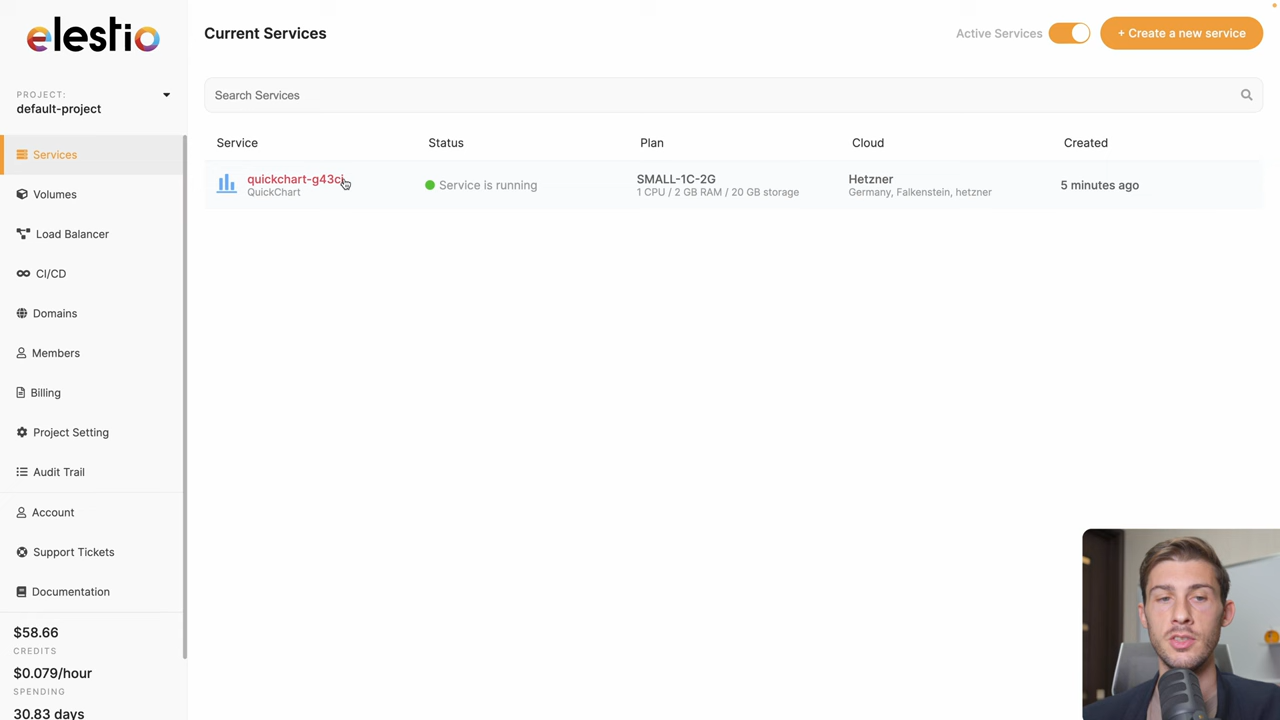 elestio
PROJECT:
default-project
Services
Volumes
Load Balancer
CI/CD
Domains
Members
Billing
Project Setting
Audit Trail
Account
Support Tickets
Documentation
$58.66
CREDITS
$0.079/hour
SPENDING
30.83 days
Current Services
Active Services
+ Create a new service
Search Services
Service Status Plan Cloud Created
quickchart-g43cj
QuickChart
Service is running
SMALL-1C-2G
1 CPU / 2 GB RAM / 20 GB storage
Hetzner
Germany, Falkenstein, hetzner
5 minutes ago